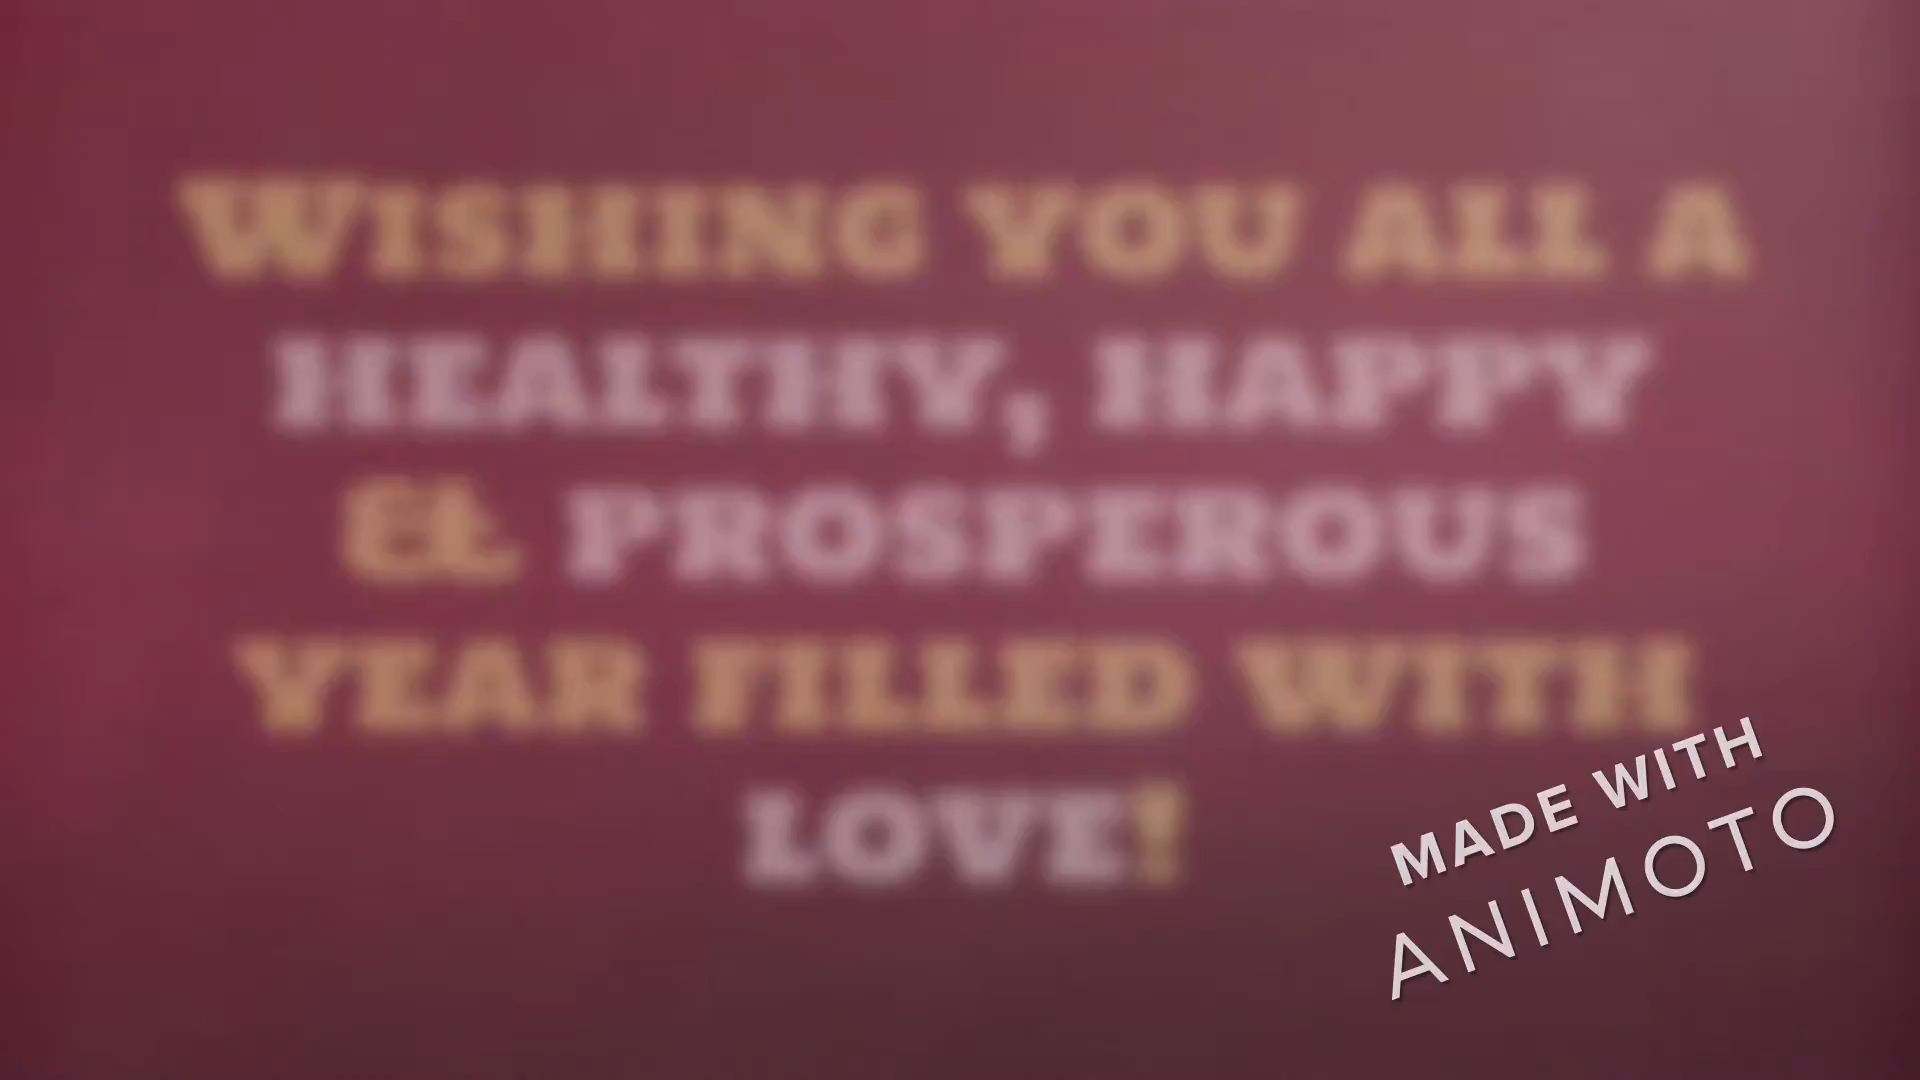 WISHING YOU ALL A
HEALTHY, HAPPY
& PROSPEROUS
YEAR FILLED WITH
LOVE!
MADE WITH
ANIMOTO